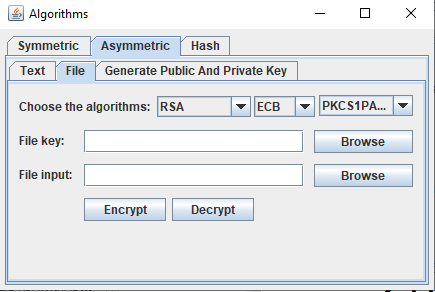 Algorithms
Symmetric Asymmetric Hash
Text File Generate Public And Private Key
Choose the algorithms: RSA ECB PKCS1PA...
File key: Browse
File input: Browse
Encrypt Decrypt